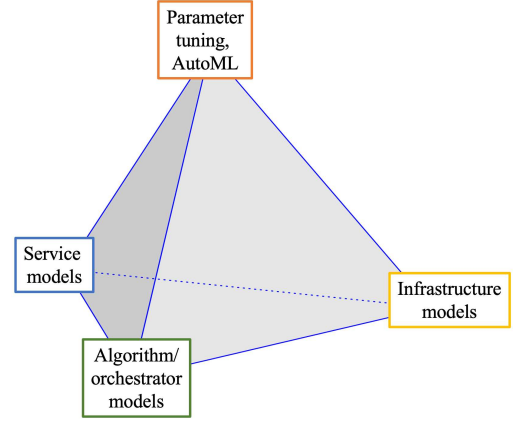 Parameter
tuning,
AutoML
Service
models
Infrastructure
models
Algorithm/
orchestrator
models